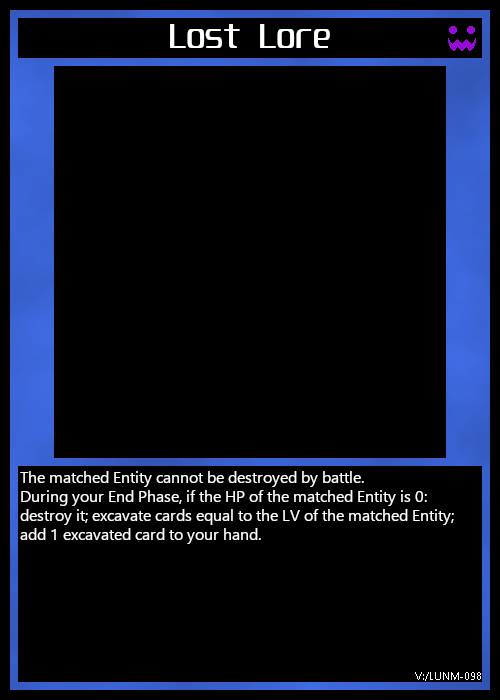 Lost Lore
The matched Entity cannot be destroyed by battle.
During your End Phase, if the HP of the matched Entity is 0:
destroy it; excavate cards equal to the LV of the matched Entity;
add 1 excavated card to your hand.
V:/LUNM-098